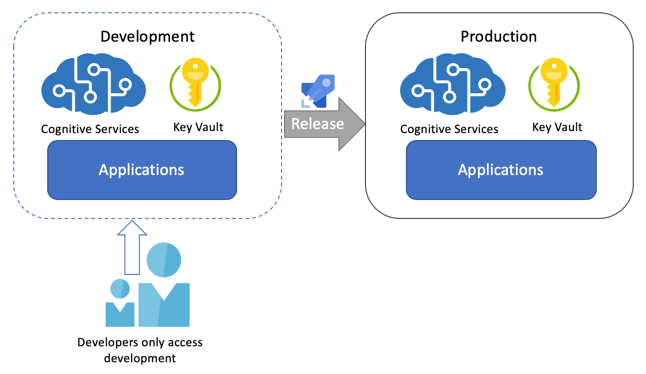 Development
Cognitive Services
Key Vault
Applications
Release
Production
Cognitive Services
Key Vault
Applications
Developers only access
development